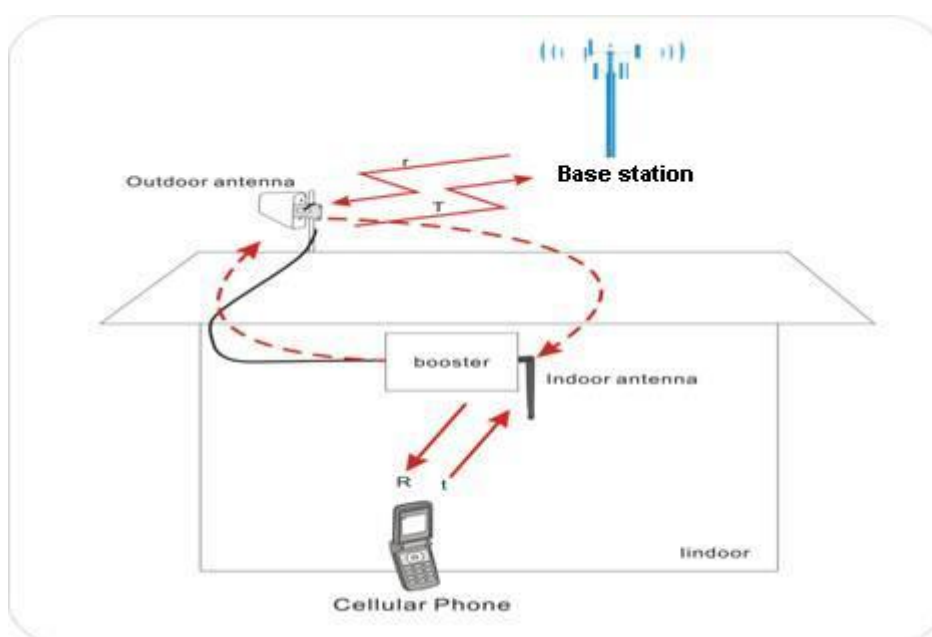 r
Base station
Outdoor antenna
T
booster
Indoor antenna
R
t
lindoor
Cellular Phone